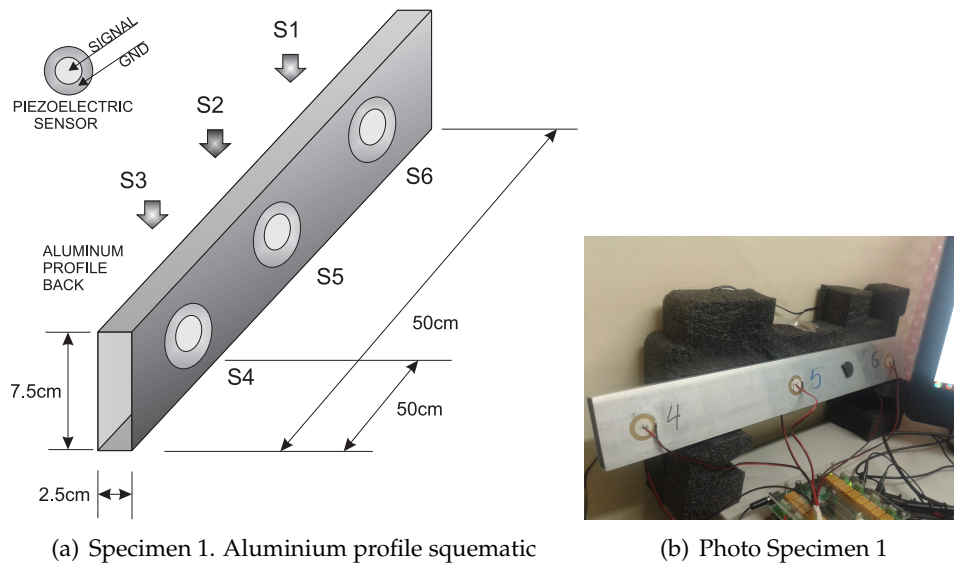 SIGNAL
GND
PIEZOELECTRIC
SENSOR
S1
S2
S3
ALUMINUM
PROFILE
BACK
S6
S5
S4
50cm
50cm
7.5cm
2.5cm
4
5
6
(a) Specimen 1. Aluminium profile squematic
(b) Photo Specimen 1